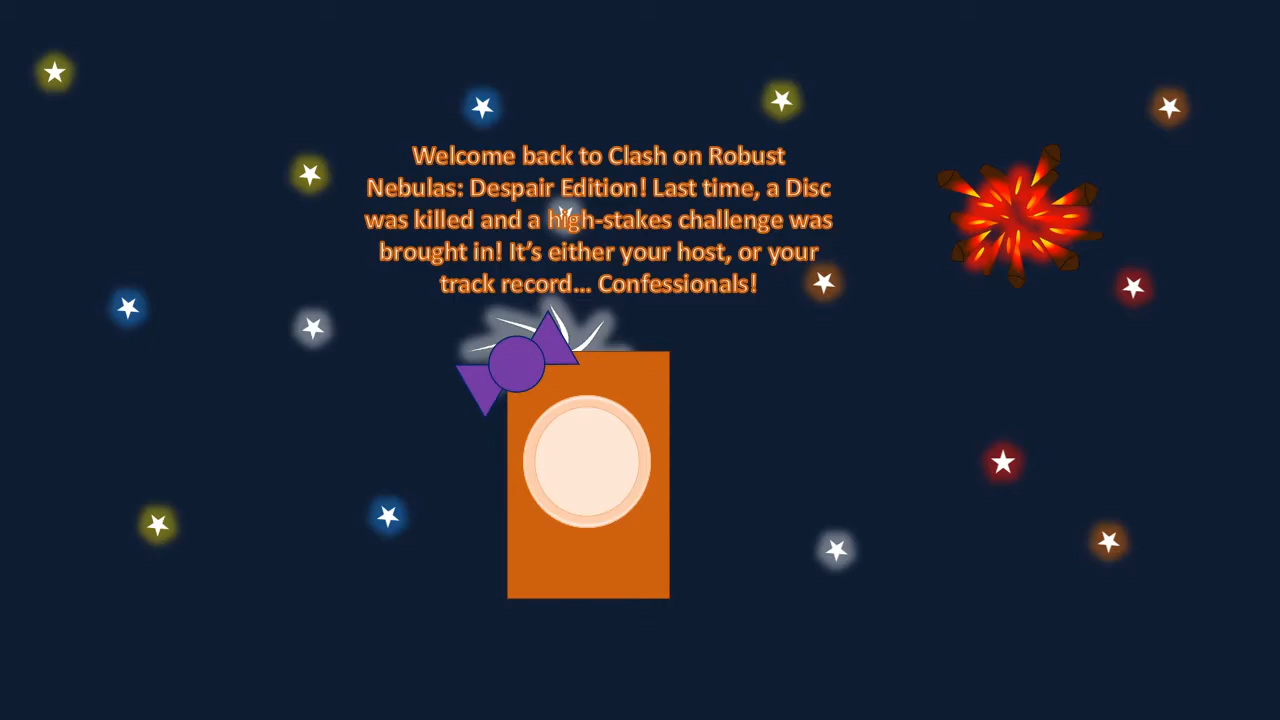 Welcome back to Clash on Robust
Nebulas: Despair Edition! Last time, a Disc
was killed and a high-stakes challenge was
brought in! It’s either your host, or your
track record... Confessionals!